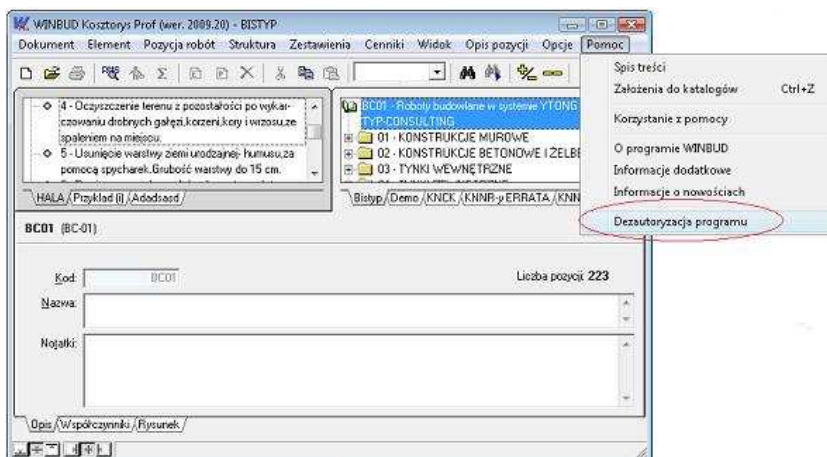 WINBUD Kosztorys Prof (wer. 2009.20) - BISTYP
Dokument Element Pozycja robót Struktura Zestawienia Cenniki Widok Opis pozycji Opcje Pomoc
Spis treści
Założenia do katalogów Ctrl+Z
Korzystanie z pomocy
O programie WINBUD
Informacje dodatkowe
Informacje o nowościach
Dezautoryzacja programu
4 - Oczyszczenie terenu z pozostałości po wykar-
czowaniu drobnych gałęzi,korzeni,kory i wrzosu,ze
spaleniem na miejscu.
5 - Usunięcie warstwy ziemi urodzajnej- humusu,za
pomocą spycharek.Grubość warstwy do 15 cm.
HALA Przykład (i) Adadsasd
BC01 - Roboty budowlane w systemie YTONG
TYP-CONSULTING
01 - KONSTRUKCJE MUROWE
02 - KONSTRUKCJE BETONOWE I ŻELBE
03 - TYNKI WEWNĘTRZNE
Bistyp Demo KNCK KNNR-y ERRATA KNN
BC01 (BC-01)
Kod: BC01
Liczba pozycji: 223
Nazwa:
Notatki:
Opis Współczynniki Rysunek